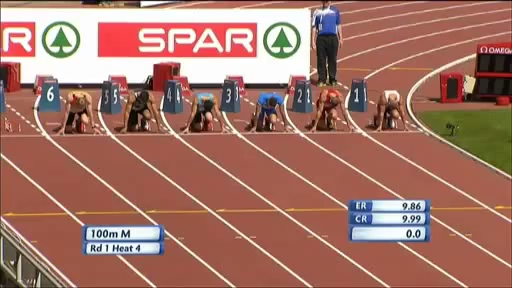 R SPAR
Ω OMEGA
6 5 5 4 3 2 1
ER 9.86
CR 9.99
0.0
100m M
Rd 1 Heat 4